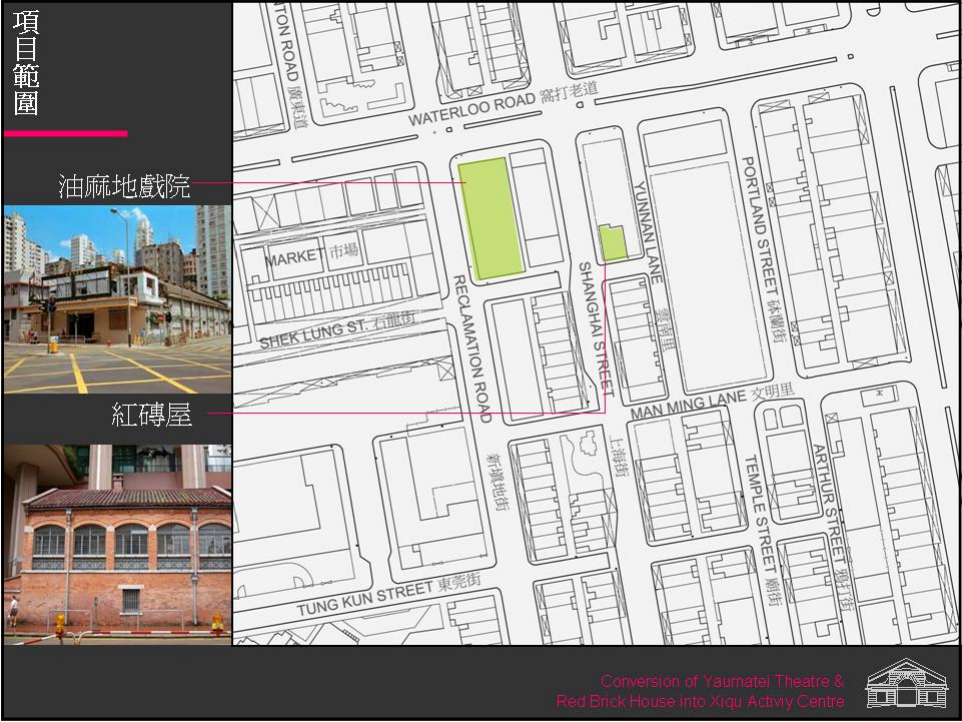 項目範圍
油麻地戲院
紅磚屋
TON ROAD 廣東道
WATERLOO ROAD 窩打老道
MARKET 市場
SHEK LUNG ST. 石龍街
RECLAMATION ROAD
新填地街
SHANGHAI STREET
上海街
YUNNAN LANE
雲南里
PORTLAND STREET 砵蘭街
MAN MING LANE 文明里
TEMPLE STREET 廟街
ARTHUR STREET 鴉打街
TUNG KUN STREET 東莞街
Conversion of Yaumatei Theatre &
Red Brick House into Xiqu Activiy Centre